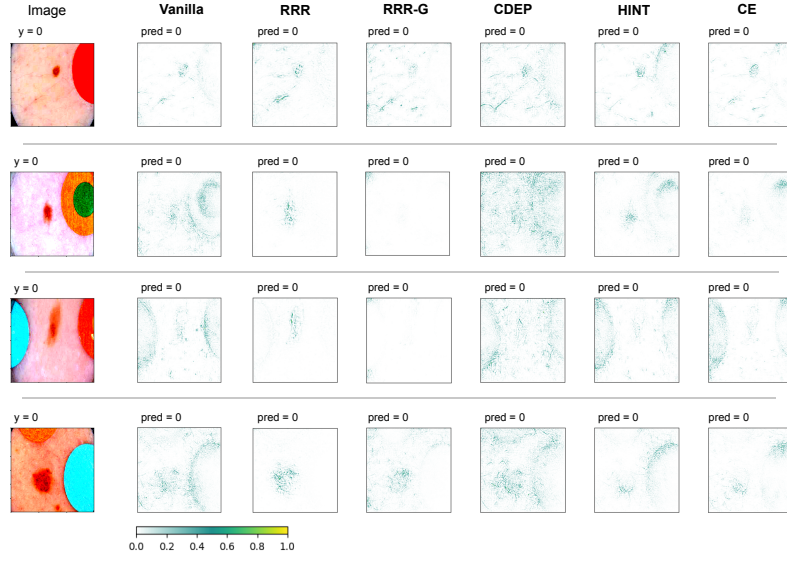 Image Vanilla RRR RRR-G CDEP HINT CE
y = 0 pred = 0 pred = 0 pred = 0 pred = 0 pred = 0 pred = 0
y = 0 pred = 0 pred = 0 pred = 0 pred = 0 pred = 0 pred = 0
y = 0 pred = 0 pred = 0 pred = 0 pred = 0 pred = 0 pred = 0
y = 0 pred = 0 pred = 0 pred = 0 pred = 0 pred = 0 pred = 0
0.0 0.2 0.4 0.6 0.8 1.0